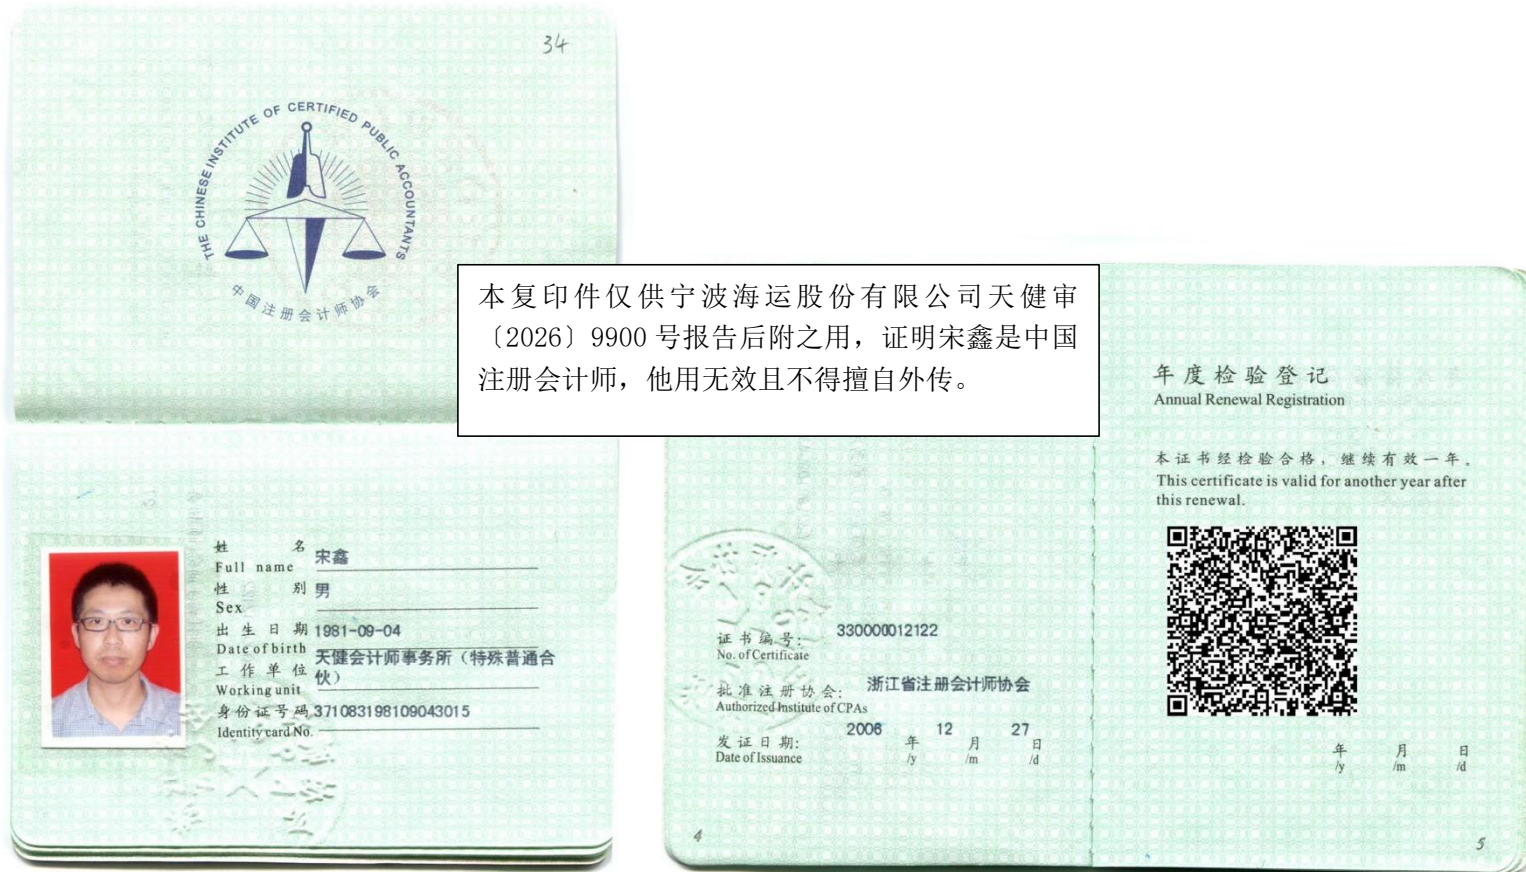 34
THE CHINESE INSTITUTE OF CERTIFIED PUBLIC ACCOUNTANTS
中国注册会计师协会
本复印件仅供宁波海运股份有限公司天健审
〔2026〕9900 号报告后附之用，证明宋鑫是中国
注册会计师，他用无效且不得擅自外传。
姓 名 宋鑫
Full name
性 别 男
Sex
出生日期 1981-09-04
Date of birth
工作单位 天健会计师事务所（特殊普通合
伙）
Working unit
身份证号码 371083198109043015
Identity card No.
证书编号: 330000012122
No. of Certificate
批准注册协会: 浙江省注册会计师协会
Authorized Institute of CPAs
发证日期: 2006 年 12 月 27 日
Date of Issuance /y /m /d
4
年度检验登记
Annual Renewal Registration
本证书经检验合格，继续有效一年。
This certificate is valid for another year after
this renewal.
年 月 日
/y /m /d
5